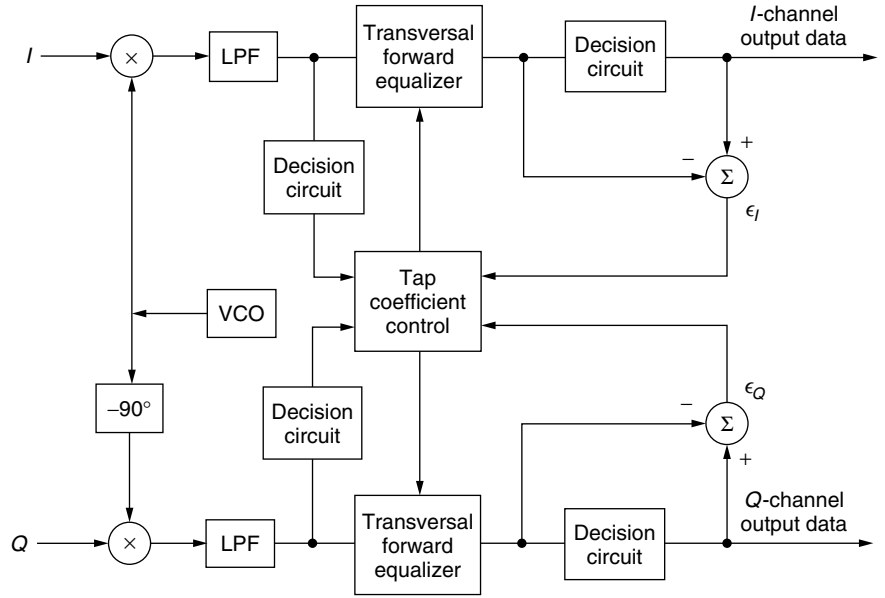 I
×
LPF
Transversal
forward
equalizer
Decision
circuit
I-channel
output data
Decision
circuit
−
+
Σ
ϵI
Tap
coefficient
control
VCO
−90°
Decision
circuit
ϵQ
−
Σ
+
Q
×
LPF
Transversal
forward
equalizer
Decision
circuit
Q-channel
output data